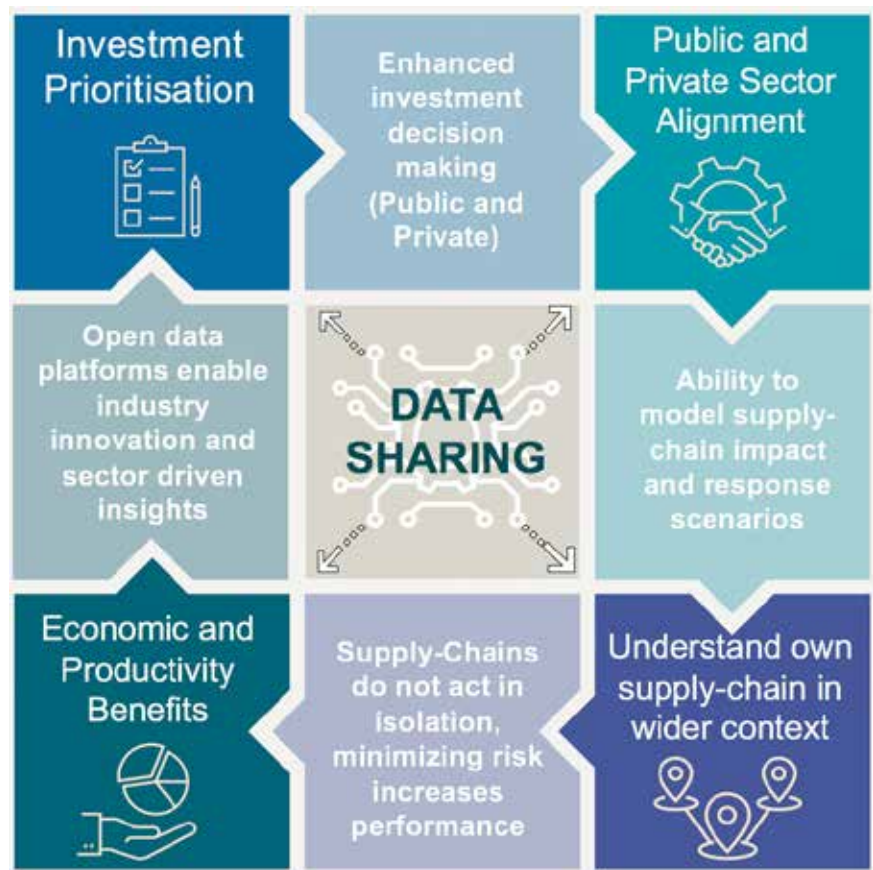 Investment
Prioritisation
Enhanced
investment
decision
making
(Public and
Private)
Public and
Private Sector
Alignment
Open data
platforms enable
industry
innovation and
sector driven
insights
DATA
SHARING
Ability to
model supply-
chain impact
and response
scenarios
Economic and
Productivity
Benefits
Supply-Chains
do not act in
isolation,
minimizing risk
increases
performance
Understand own
supply-chain in
wider context